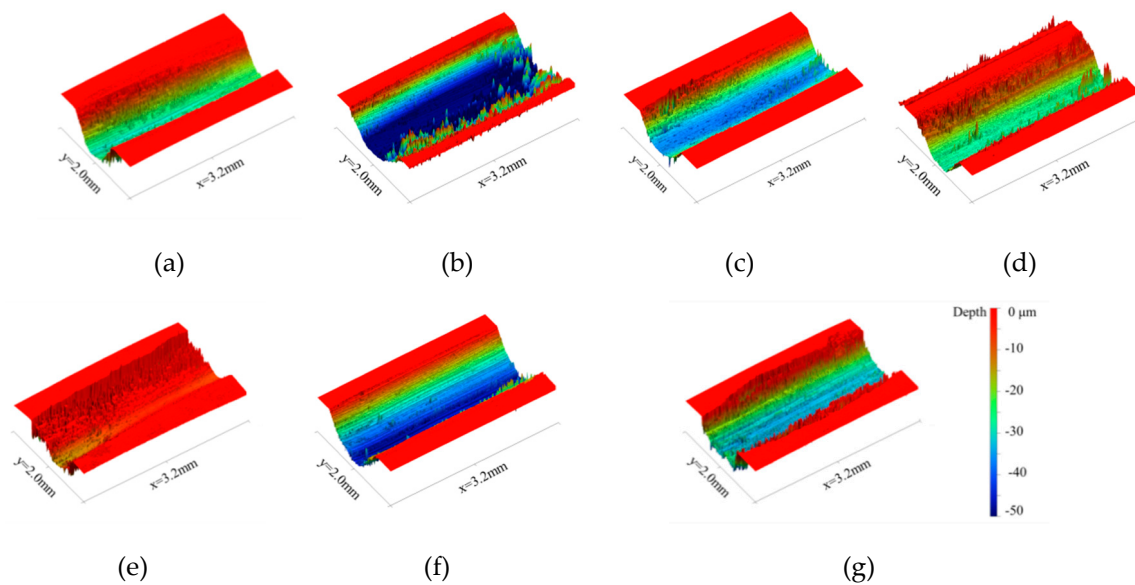 y=2.0mm
x=3.2mm
y=2.0mm
x=3.2mm
y=2.0mm
x=3.2mm
y=2.0mm
x=3.2mm
(a)
(b)
(c)
(d)
Depth
0 μm
-10
-20
-30
-40
-50
y=2.0mm
x=3.2mm
y=2.0mm
x=3.2mm
y=2.0mm
x=3.2mm
(e)
(f)
(g)